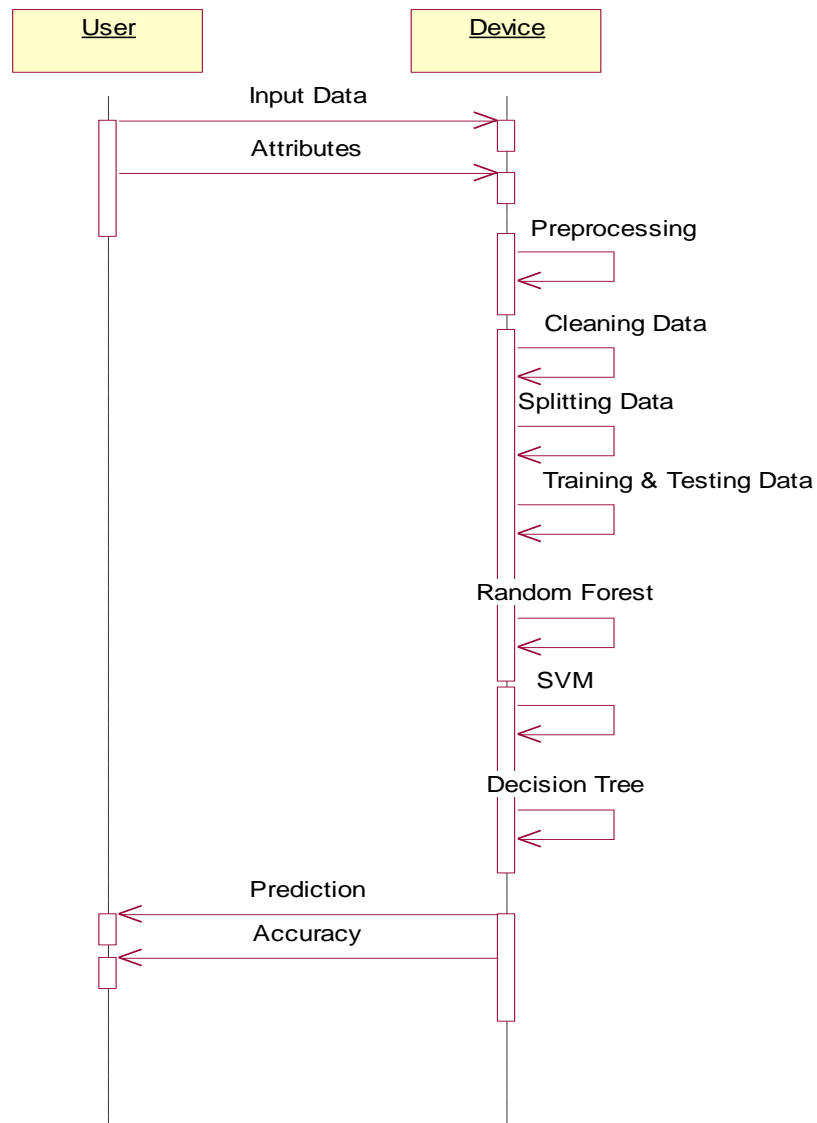 User
Device
Input Data
Attributes
Preprocessing
Cleaning Data
Splitting Data
Training & Testing Data
Random Forest
SVM
Decision Tree
Prediction
Accuracy